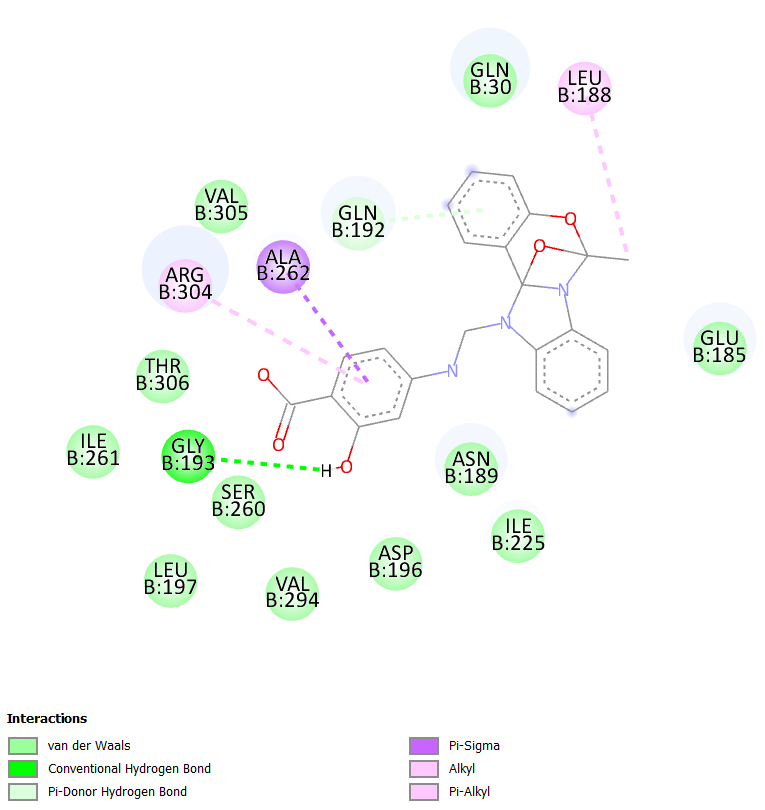 GLN
B:30
LEU
B:188
VAL
B:305
GLN
B:192
O
ALA
B:262
O
ARG
B:304
N
N
GLU
B:185
THR
B:306
O
N
ILE
B:261
O
GLY
B:193
H
O
ASN
B:189
SER
B:260
ILE
B:225
ASP
B:196
LEU
B:197
VAL
B:294
Interactions
van der Waals
Conventional Hydrogen Bond
Pi-Donor Hydrogen Bond
Pi-Sigma
Alkyl
Pi-Alkyl